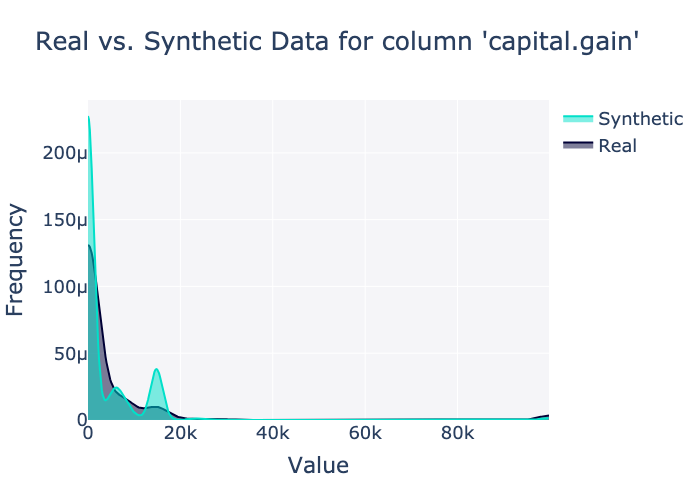 Real vs. Synthetic Data for column 'capital.gain'
Synthetic
Real
200μ
150μ
100μ
50μ
0
Frequency
0 20k 40k 60k 80k
Value